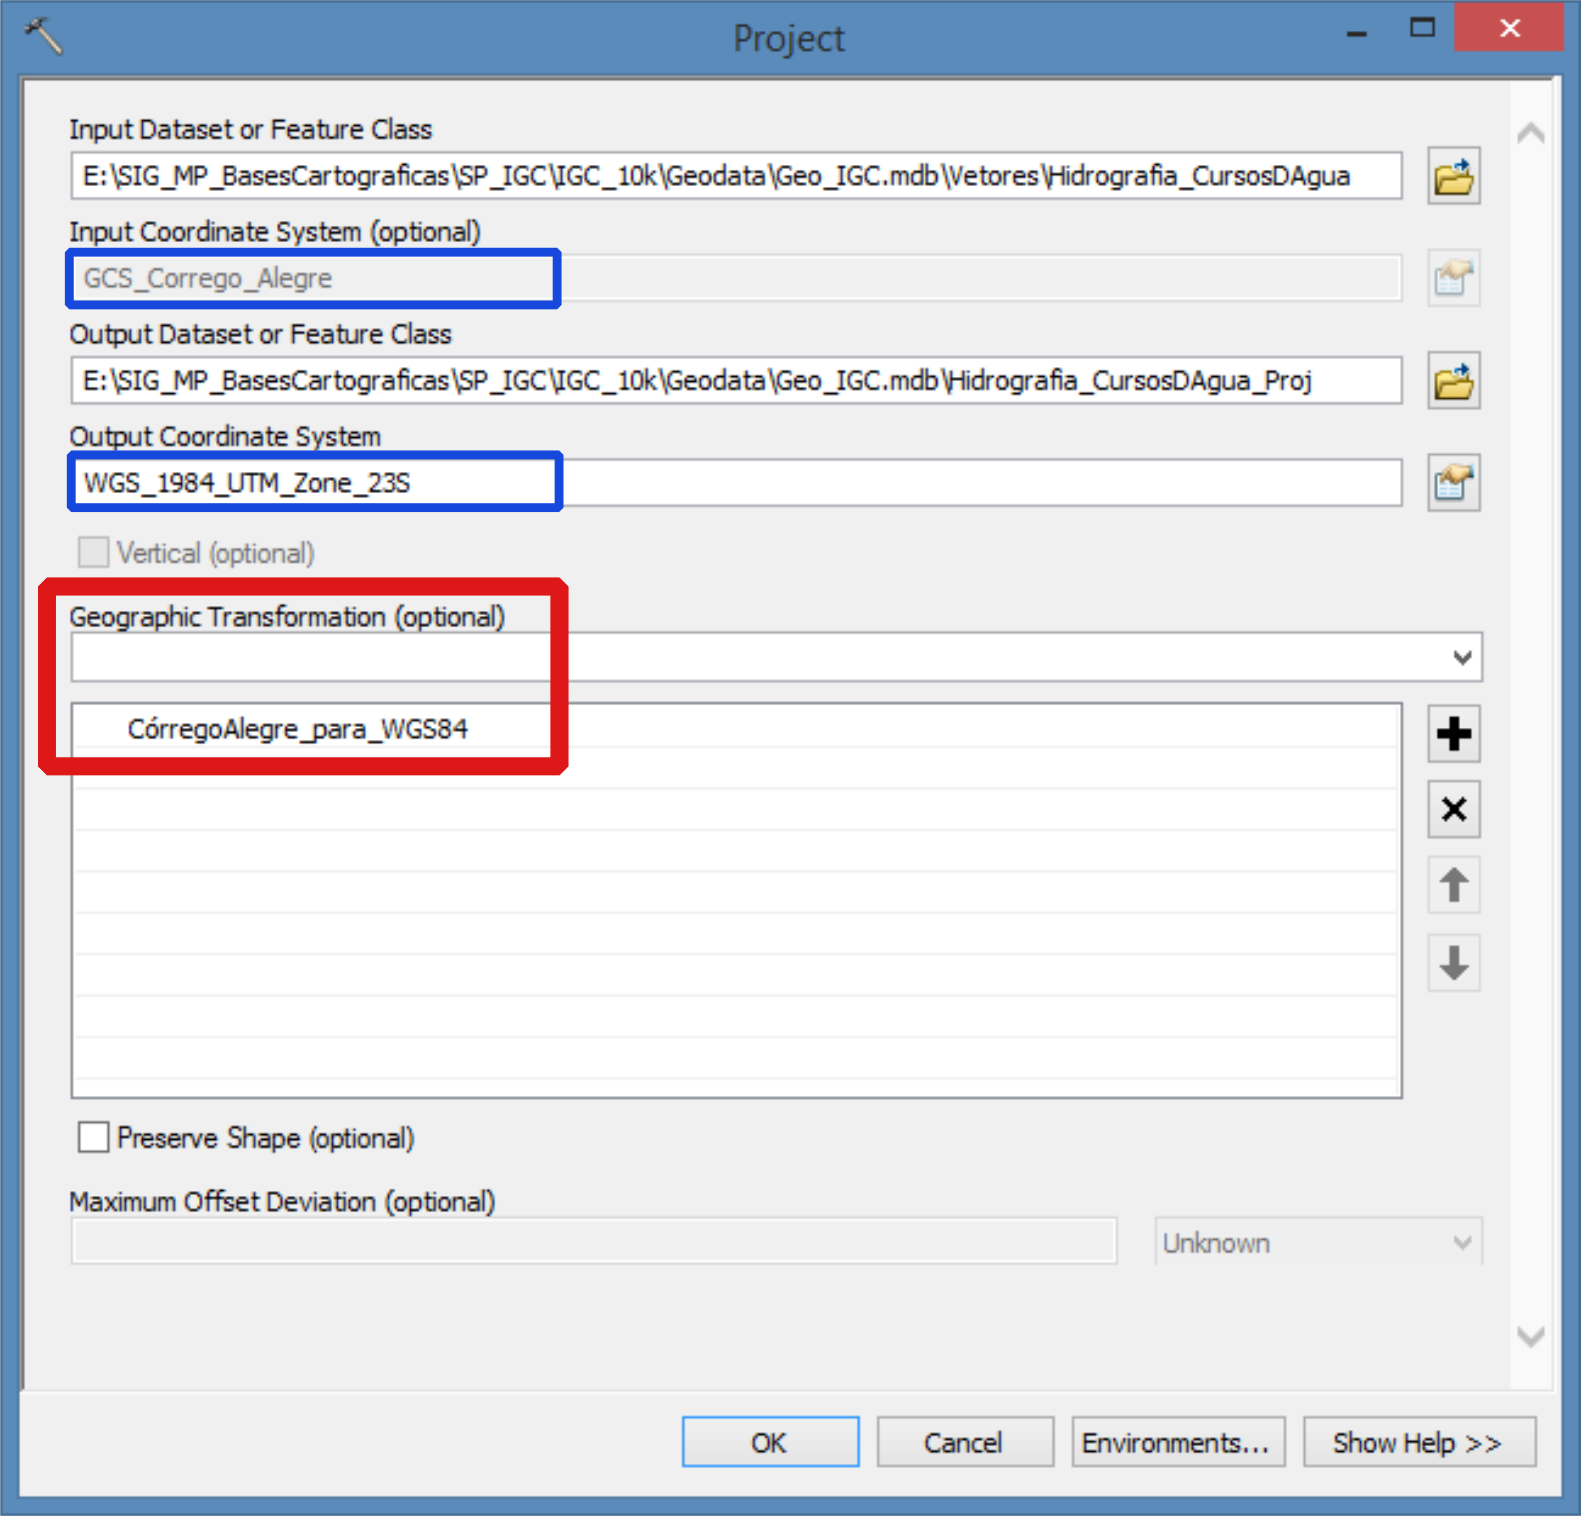 Project
Input Dataset or Feature Class
E:\SIG_MP_BasesCartograficas\SP_IGC\IGC_10k\Geodata\Geo_IGC.mdb\Vetores\Hidrografia_CursosDAgua
Input Coordinate System (optional)
GCS_Corrego_Alegre
Output Dataset or Feature Class
E:\SIG_MP_BasesCartograficas\SP_IGC\IGC_10k\Geodata\Geo_IGC.mdb\Hidrografia_CursosDAgua_Proj
Output Coordinate System
WGS_1984_UTM_Zone_23S
Vertical (optional)
Geographic Transformation (optional)
CórregoAlegre_para_WGS84
Preserve Shape (optional)
Maximum Offset Deviation (optional)
Unknown
OK Cancel Environments... Show Help >>